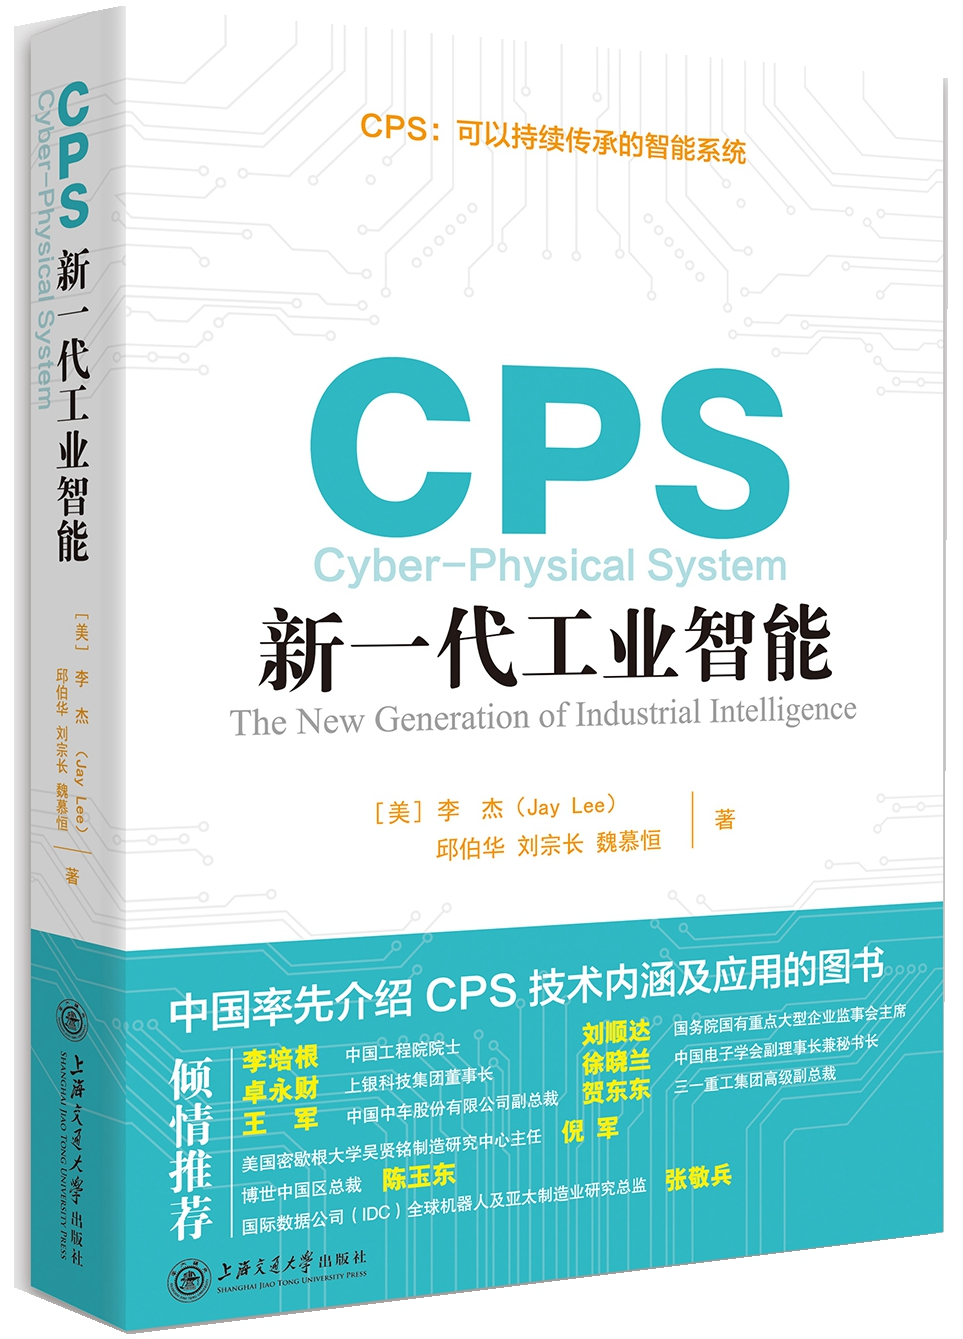 CPS：可以持续传承的智能系统
CPS
Cyber-Physical System
新一代工业智能
The New Generation of Industrial Intelligence
［美］李 杰（Jay Lee）
邱伯华 刘宗长 魏慕恒
著
中国率先介绍 CPS 技术内涵及应用的图书
倾情推荐
李培根 中国工程院院士
卓永财 上银科技集团董事长
王 军 中国中车股份有限公司副总裁
刘顺达 国务院国有重点大型企业监事会主席
徐晓兰 中国电子学会副理事长兼秘书长
贺东东 三一重工集团高级副总裁
美国密歇根大学吴贤铭制造研究中心主任 倪 军
博世中国区总裁 陈玉东
国际数据公司（IDC）全球机器人及亚太制造业研究总监 张敬兵
上海交通大学出版社
SHANGHAI JIAO TONG UNIVERSITY PRESS
CPS
Cyber-Physical System
新一代工业智能
［美］李 杰（Jay Lee）
邱伯华 刘宗长 魏慕恒
著
上海交通大学出版社
SHANGHAI JIAO TONG UNIVERSITY PRESS